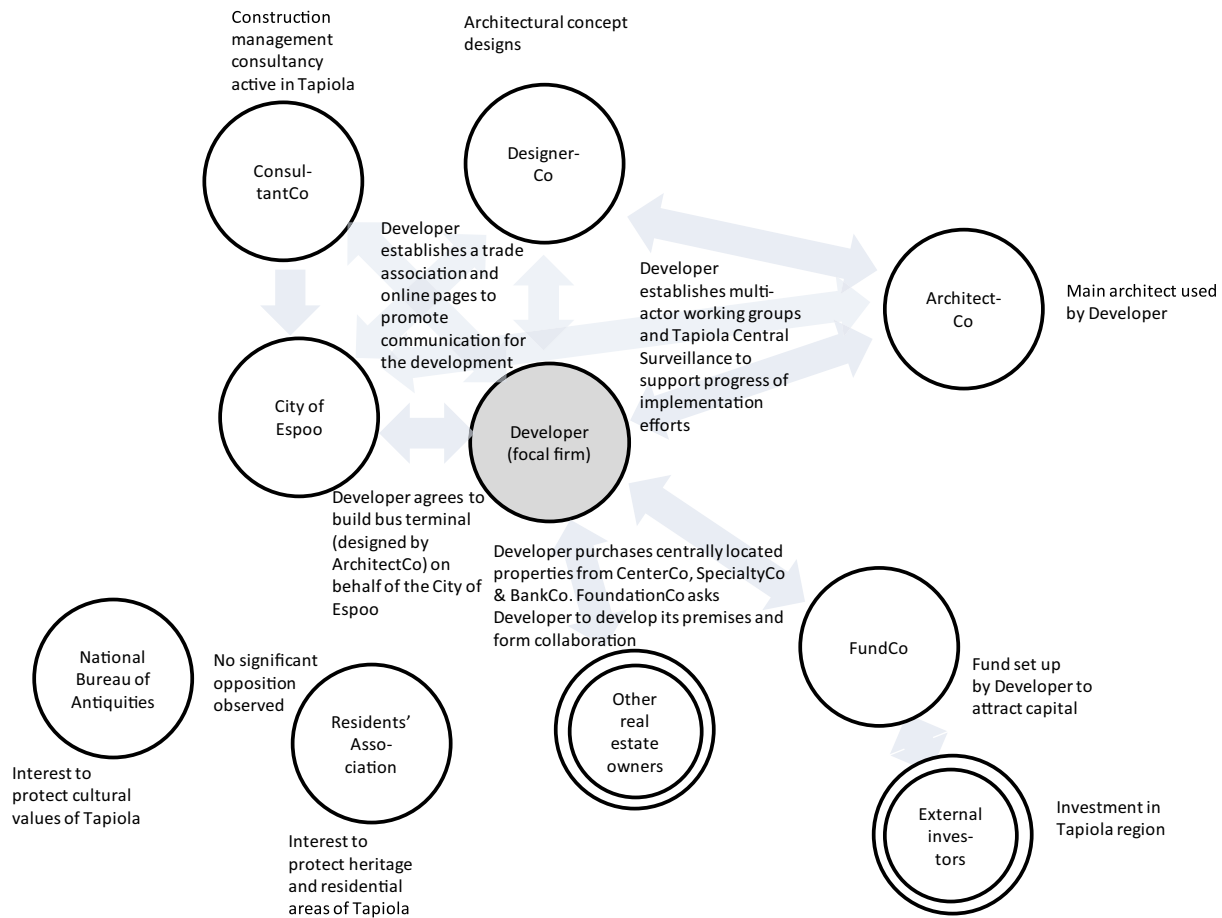 Construction
management
consultancy
active in Tapiola
Architectural concept
designs
Consul-
tantCo
Designer-
Co
Developer
establishes a trade
association and
online pages to
promote
communication for
the development
Developer
establishes multi-
actor working groups
and Tapiola Central
Surveillance to
support progress of
implementation
efforts
Architect-
Co
Main architect used
by Developer
City of
Espoo
Developer
(focal firm)
Developer agrees to
build bus terminal
(designed by
ArchitectCo) on
behalf of the City of
Espoo
Developer purchases centrally located
properties from CenterCo, SpecialtyCo
& BankCo. FoundationCo asks
Developer to develop its premises and
form collaboration
National
Bureau of
Antiquities
No significant
opposition
observed
Residents’
Asso-
ciation
Other
real
estate
owners
FundCo
Fund set up
by Developer to
attract capital
Interest to
protect cultural
values of Tapiola
Interest to
protect heritage
and residential
areas of Tapiola
External
inves-
tors
Investment in
Tapiola region